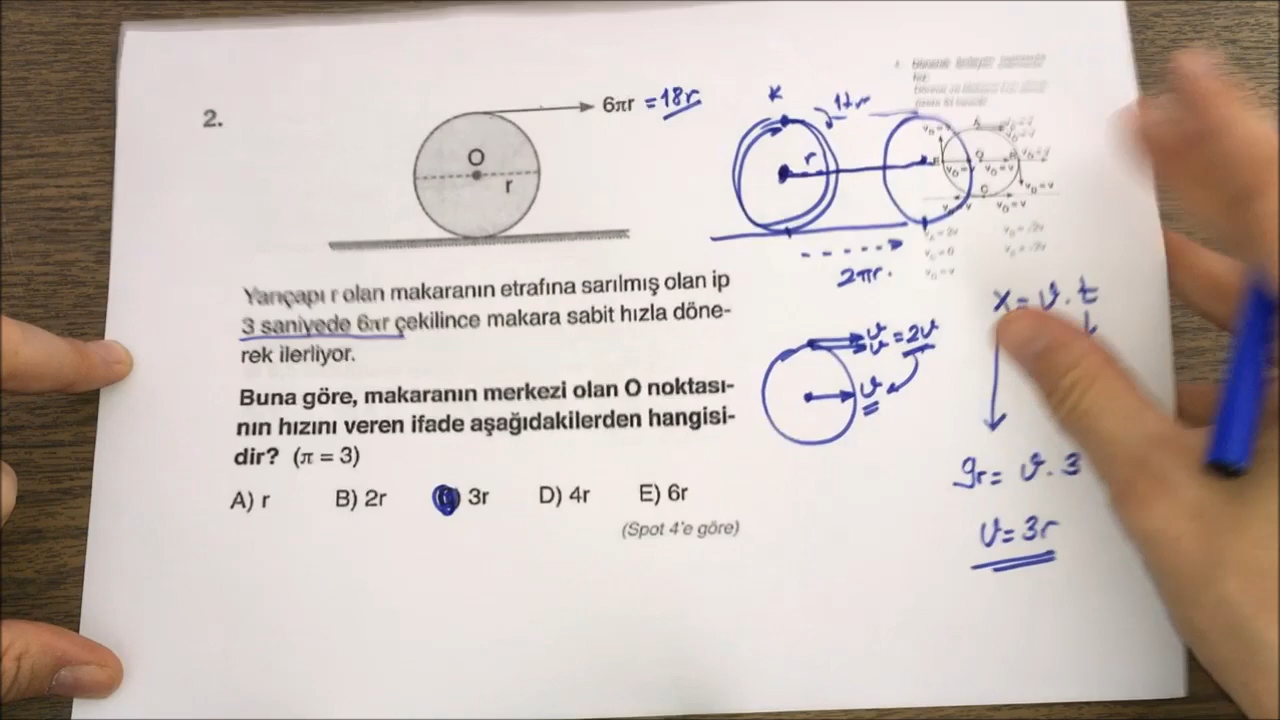 2.
6πr =18r
O
r
Yarıçapı r olan makaranın etrafına sarılmış olan ip
3 saniyede 6πr çekilince makara sabit hızla döne-
rek ilerliyor.
Buna göre, makaranın merkezi olan O noktası-
nın hızını veren ifade aşağıdakilerden hangisi-
dir? (π = 3)
A) r B) 2r 3r D) 4r E) 6r
(Spot 4'e göre)
K
12r
r
2πr.
ϑ
ϑ = 2ϑ
ϑ
x = ϑ . t
9r = ϑ . 3
ϑ = 3r